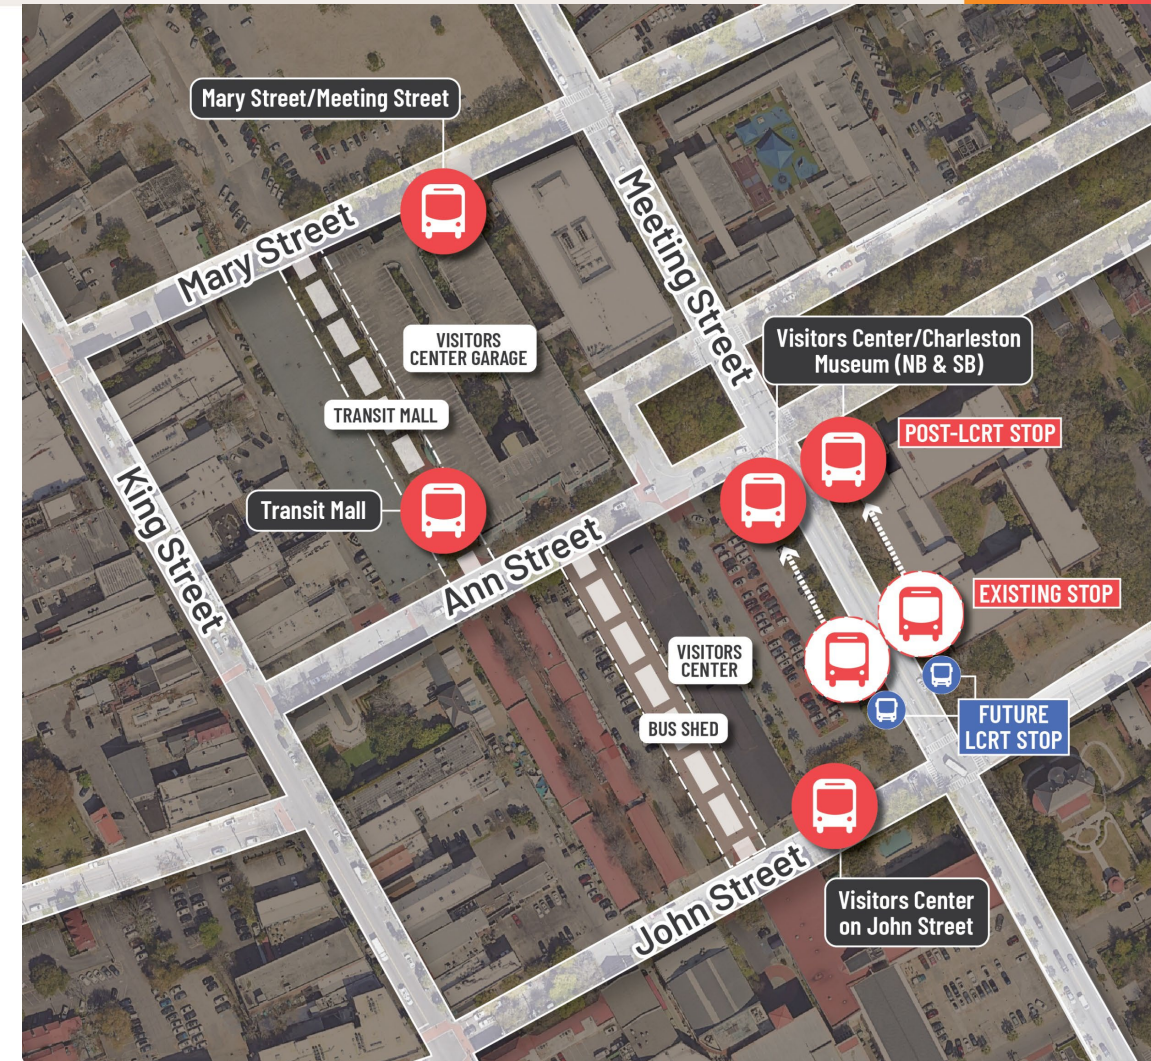 Mary Street/Meeting Street
Mary Street
Meeting Street
VISITORS
CENTER GARAGE
Visitors Center/Charleston
Museum (NB & SB)
TRANSIT MALL
POST-LCRT STOP
King Street
Transit Mall
Ann Street
EXISTING STOP
VISITORS
CENTER
BUS SHED
FUTURE
LCRT STOP
John Street
Visitors Center
on John Street